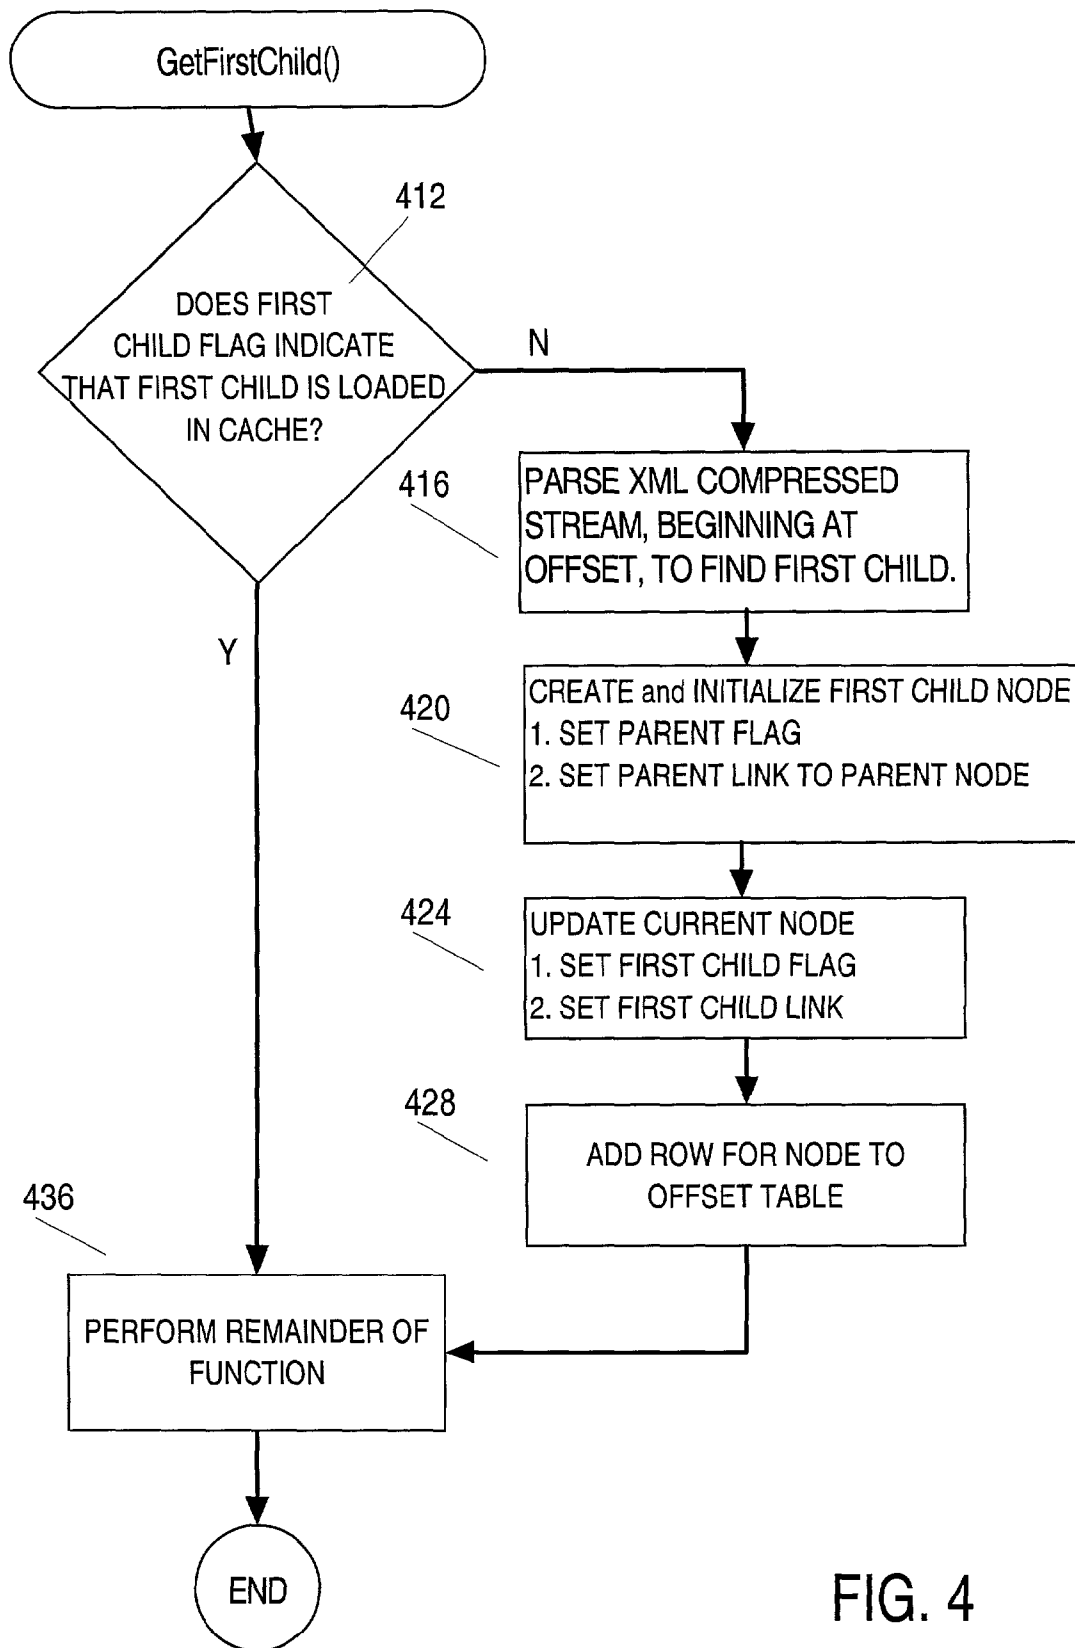 GetFirstChild()
412
DOES FIRST
CHILD FLAG INDICATE
THAT FIRST CHILD IS LOADED
IN CACHE?
N
Y
416
PARSE XML COMPRESSED
STREAM, BEGINNING AT
OFFSET, TO FIND FIRST CHILD.
420
CREATE and INITIALIZE FIRST CHILD NODE
1. SET PARENT FLAG
2. SET PARENT LINK TO PARENT NODE
424
UPDATE CURRENT NODE
1. SET FIRST CHILD FLAG
2. SET FIRST CHILD LINK
428
ADD ROW FOR NODE TO
OFFSET TABLE
436
PERFORM REMAINDER OF
FUNCTION
END
FIG. 4